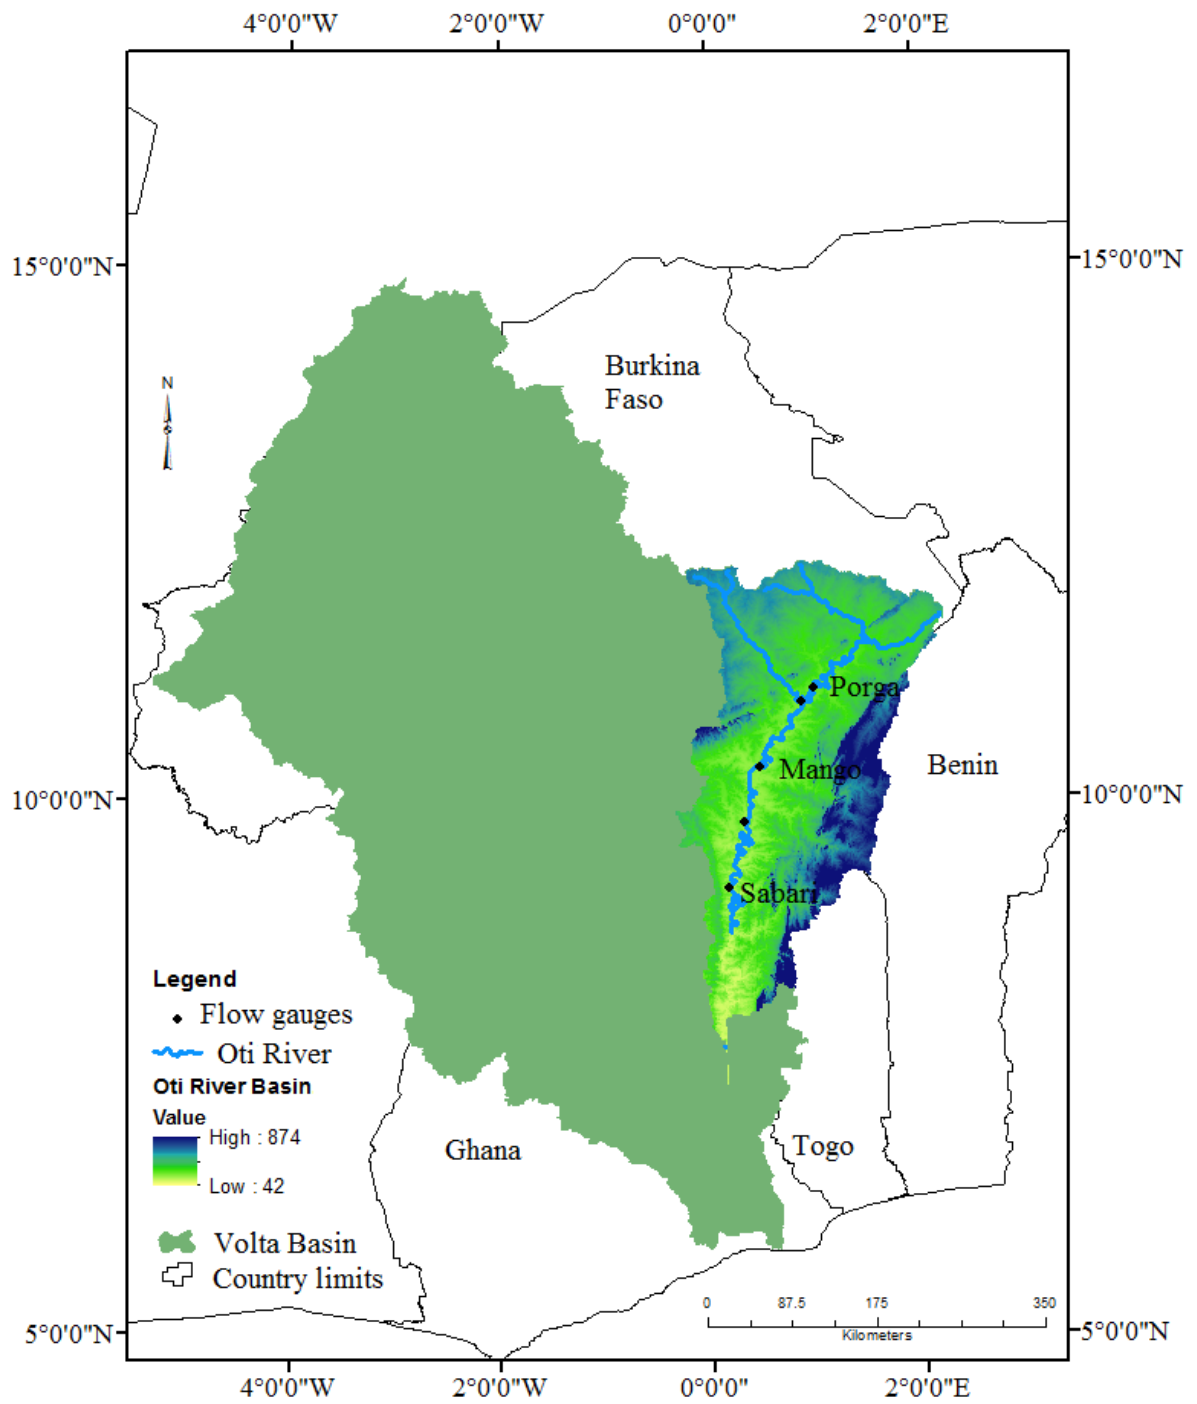 4°0'0"W 2°0'0"W 0°0'0" 2°0'0"E
15°0'0"N 15°0'0"N
Burkina
Faso
N
Porga
Benin
Mango
10°0'0"N 10°0'0"N
Sabari
Legend
Flow gauges
Oti River
Oti River Basin
Value
High : 874
Low : 42
Ghana
Togo
Volta Basin
Country limits
0 87.5 175 350
Kilometers
5°0'0"N 5°0'0"N
4°0'0"W 2°0'0"W 0°0'0" 2°0'0"E